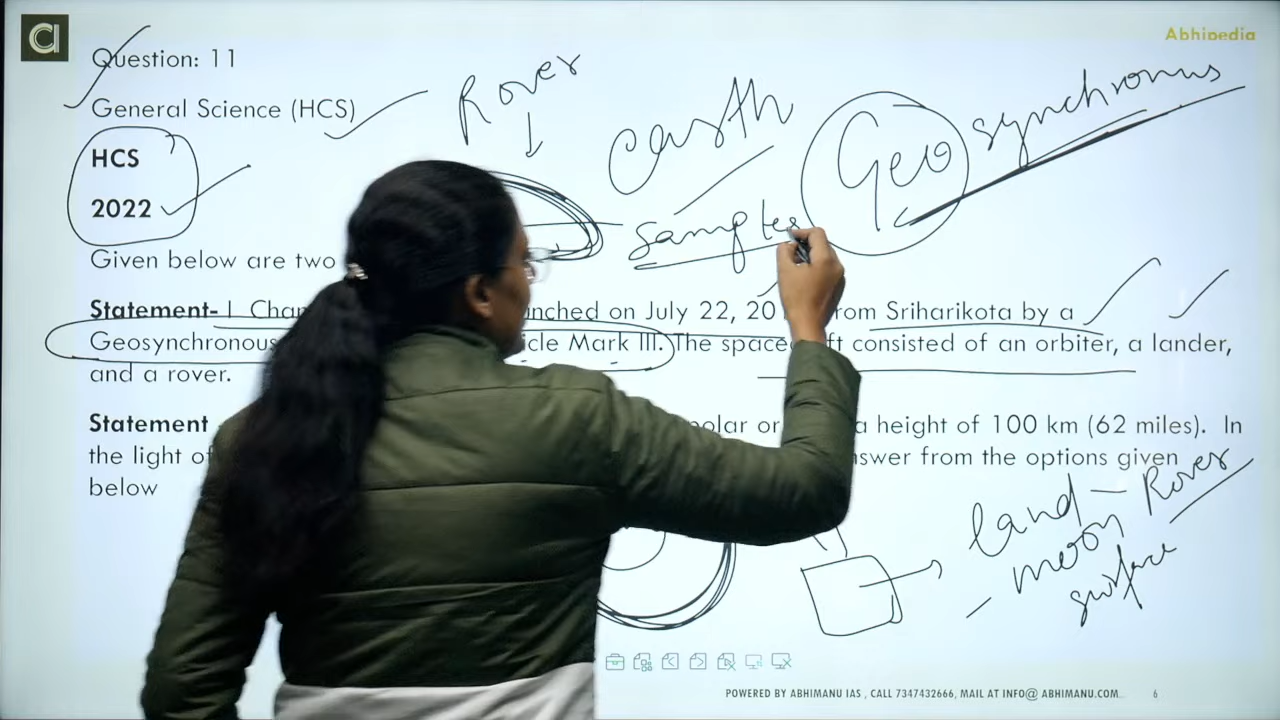 Abhipedia
Question: 11
General Science (HCS)
HCS
2022
Rover
earth
samples
Geo synchronus
Given below are two
Statement- I Chan nched on July 22, 20 rom Sriharikota by a
Geosynchronous icle Mark III. The spacec ft consisted of an orbiter, a lander,
and a rover.
Statement polar or a height of 100 km (62 miles). In
the light of nswer from the options given
below
land - Rover
moon
surface
POWERED BY ABHIMANU IAS , CALL 7347432666, MAIL AT INFO@ ABHIMANU.COM
6